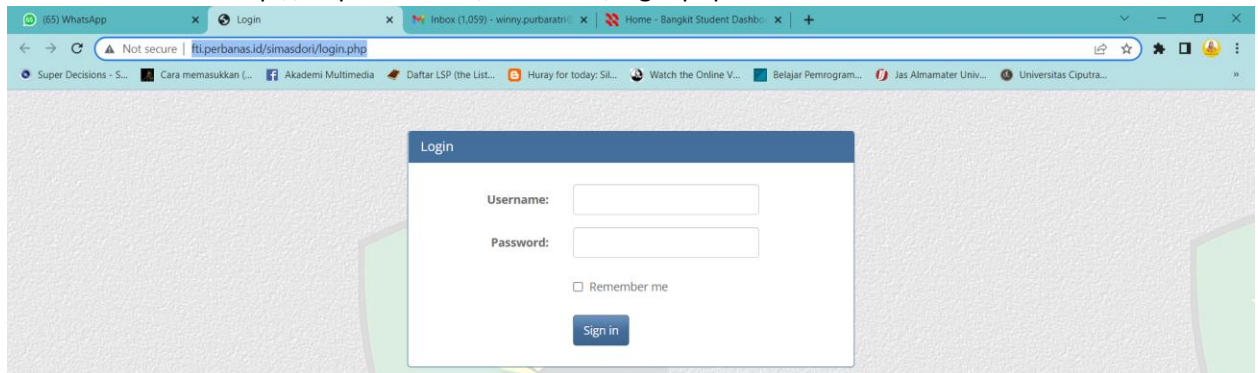 (65) WhatsApp
Login
Inbox (1,059) - winny.purbaratri
Home - Bangkit Student Dashbo
Not secure | fti.perbanas.id/simasdori/login.php
Super Decisions - S... Cara memasukkan (... Akademi Multimedia Daftar LSP (the List... Huray for today: Sil... Watch the Online V... Belajar Pemrogram... Jas Almamater Univ... Universitas Ciputra... »
Login
Username:
Password:
Remember me
Sign in